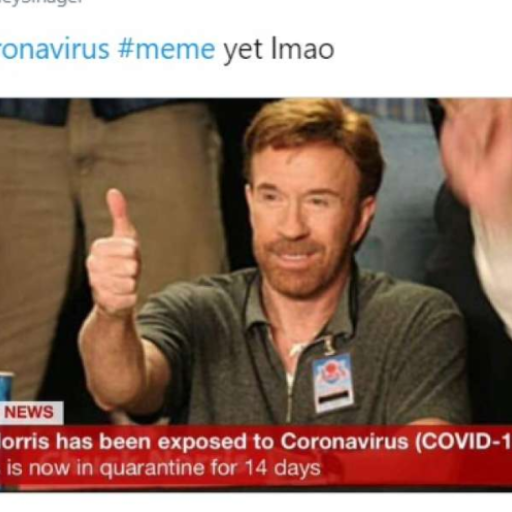 ronavirus #meme yet lmao
NEWS
orris has been exposed to Coronavirus (COVID-1
is now in quarantine for 14 days